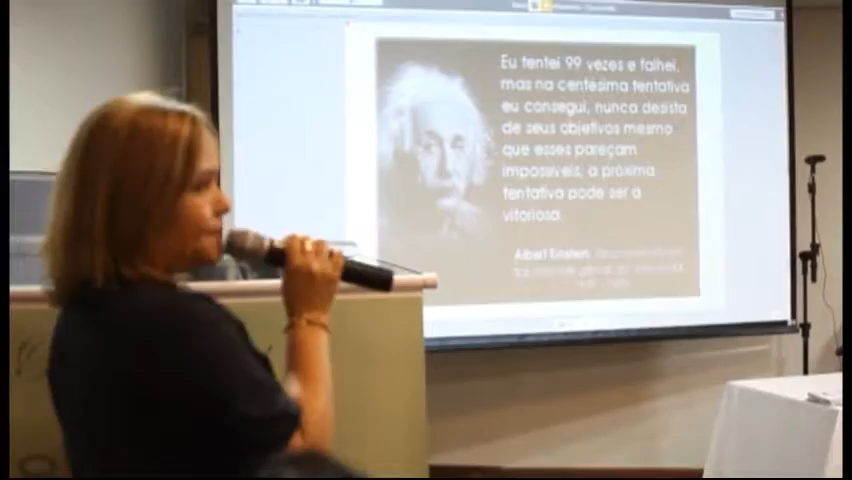 Eu tentei 99 vezes e falhei,
mas na centésima tentativa
eu consegui, nunca desista
de seus objetivos mesmo
que esses pareçam
impossíveis, a próxima
tentativa pode ser a
vitoriosa.
Albert Einstein,